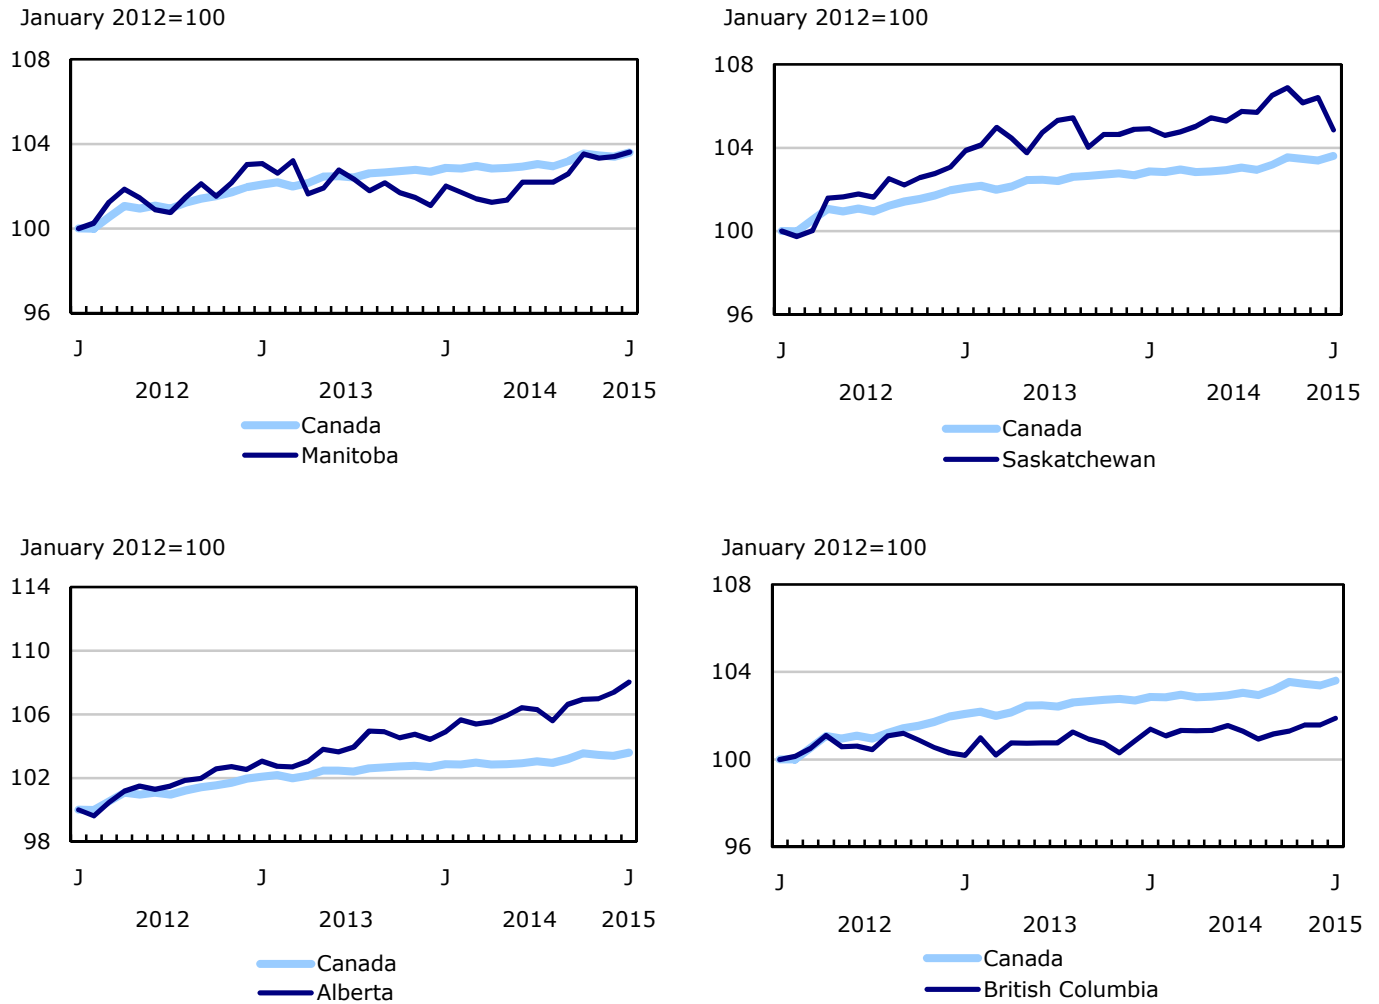 January 2012=100
108
104
100
96
J J J J
2012 2013 2014 2015
Canada
Manitoba
January 2012=100
108
104
100
96
J J J J
2012 2013 2014 2015
Canada
Saskatchewan
January 2012=100
114
110
106
102
98
J J J J
2012 2013 2014 2015
Canada
Alberta
January 2012=100
108
104
100
96
J J J J
2012 2013 2014 2015
Canada
British Columbia